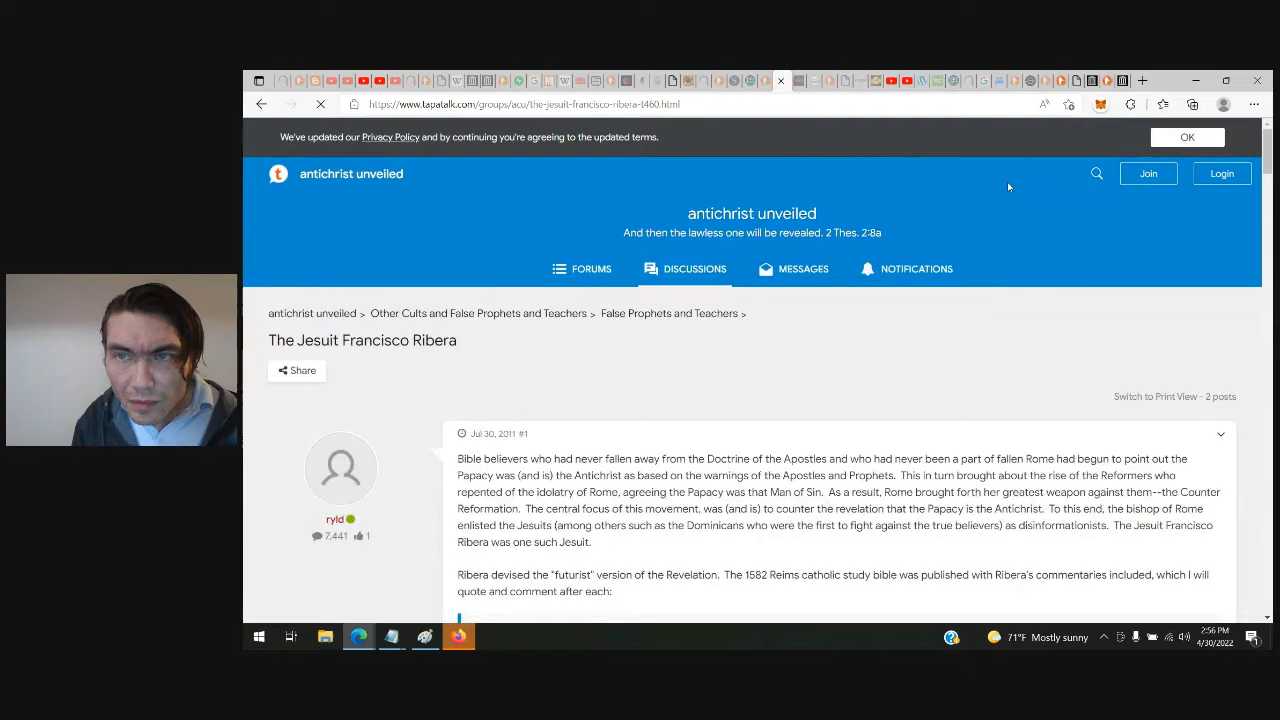 https://www.tapatalk.com/groups/acu/the-jesuit-francisco-ribera-t460.html
We've updated our Privacy Policy and by continuing you're agreeing to the updated terms.
OK
antichrist unveiled
Join
Login
antichrist unveiled
And then the lawless one will be revealed. 2 Thes. 2:8a
FORUMS
DISCUSSIONS
MESSAGES
NOTIFICATIONS
antichrist unveiled > Other Cults and False Prophets and Teachers > False Prophets and Teachers >
The Jesuit Francisco Ribera
Share
Switch to Print View - 2 posts
Jul 30, 2011 #1
Bible believers who had never fallen away from the Doctrine of the Apostles and who had never been a part of fallen Rome had begun to point out the
Papacy was (and is) the Antichrist as based on the warnings of the Apostles and Prophets. This in turn brought about the rise of the Reformers who
repented of the idolatry of Rome, agreeing the Papacy was that Man of Sin. As a result, Rome brought forth her greatest weapon against them--the Counter
Reformation. The central focus of this movement, was (and is) to counter the revelation that the Papacy is the Antichrist. To this end, the bishop of Rome
enlisted the Jesuits (among others such as the Dominicans who were the first to fight against the true believers) as disinformationists. The Jesuit Francisco
Ribera was one such Jesuit.
ryld
7,441 1
Ribera devised the "futurist" version of the Revelation. The 1582 Reims catholic study bible was published with Ribera's commentaries included, which I will
quote and comment after each:
71°F Mostly sunny
2:56 PM
4/30/2022